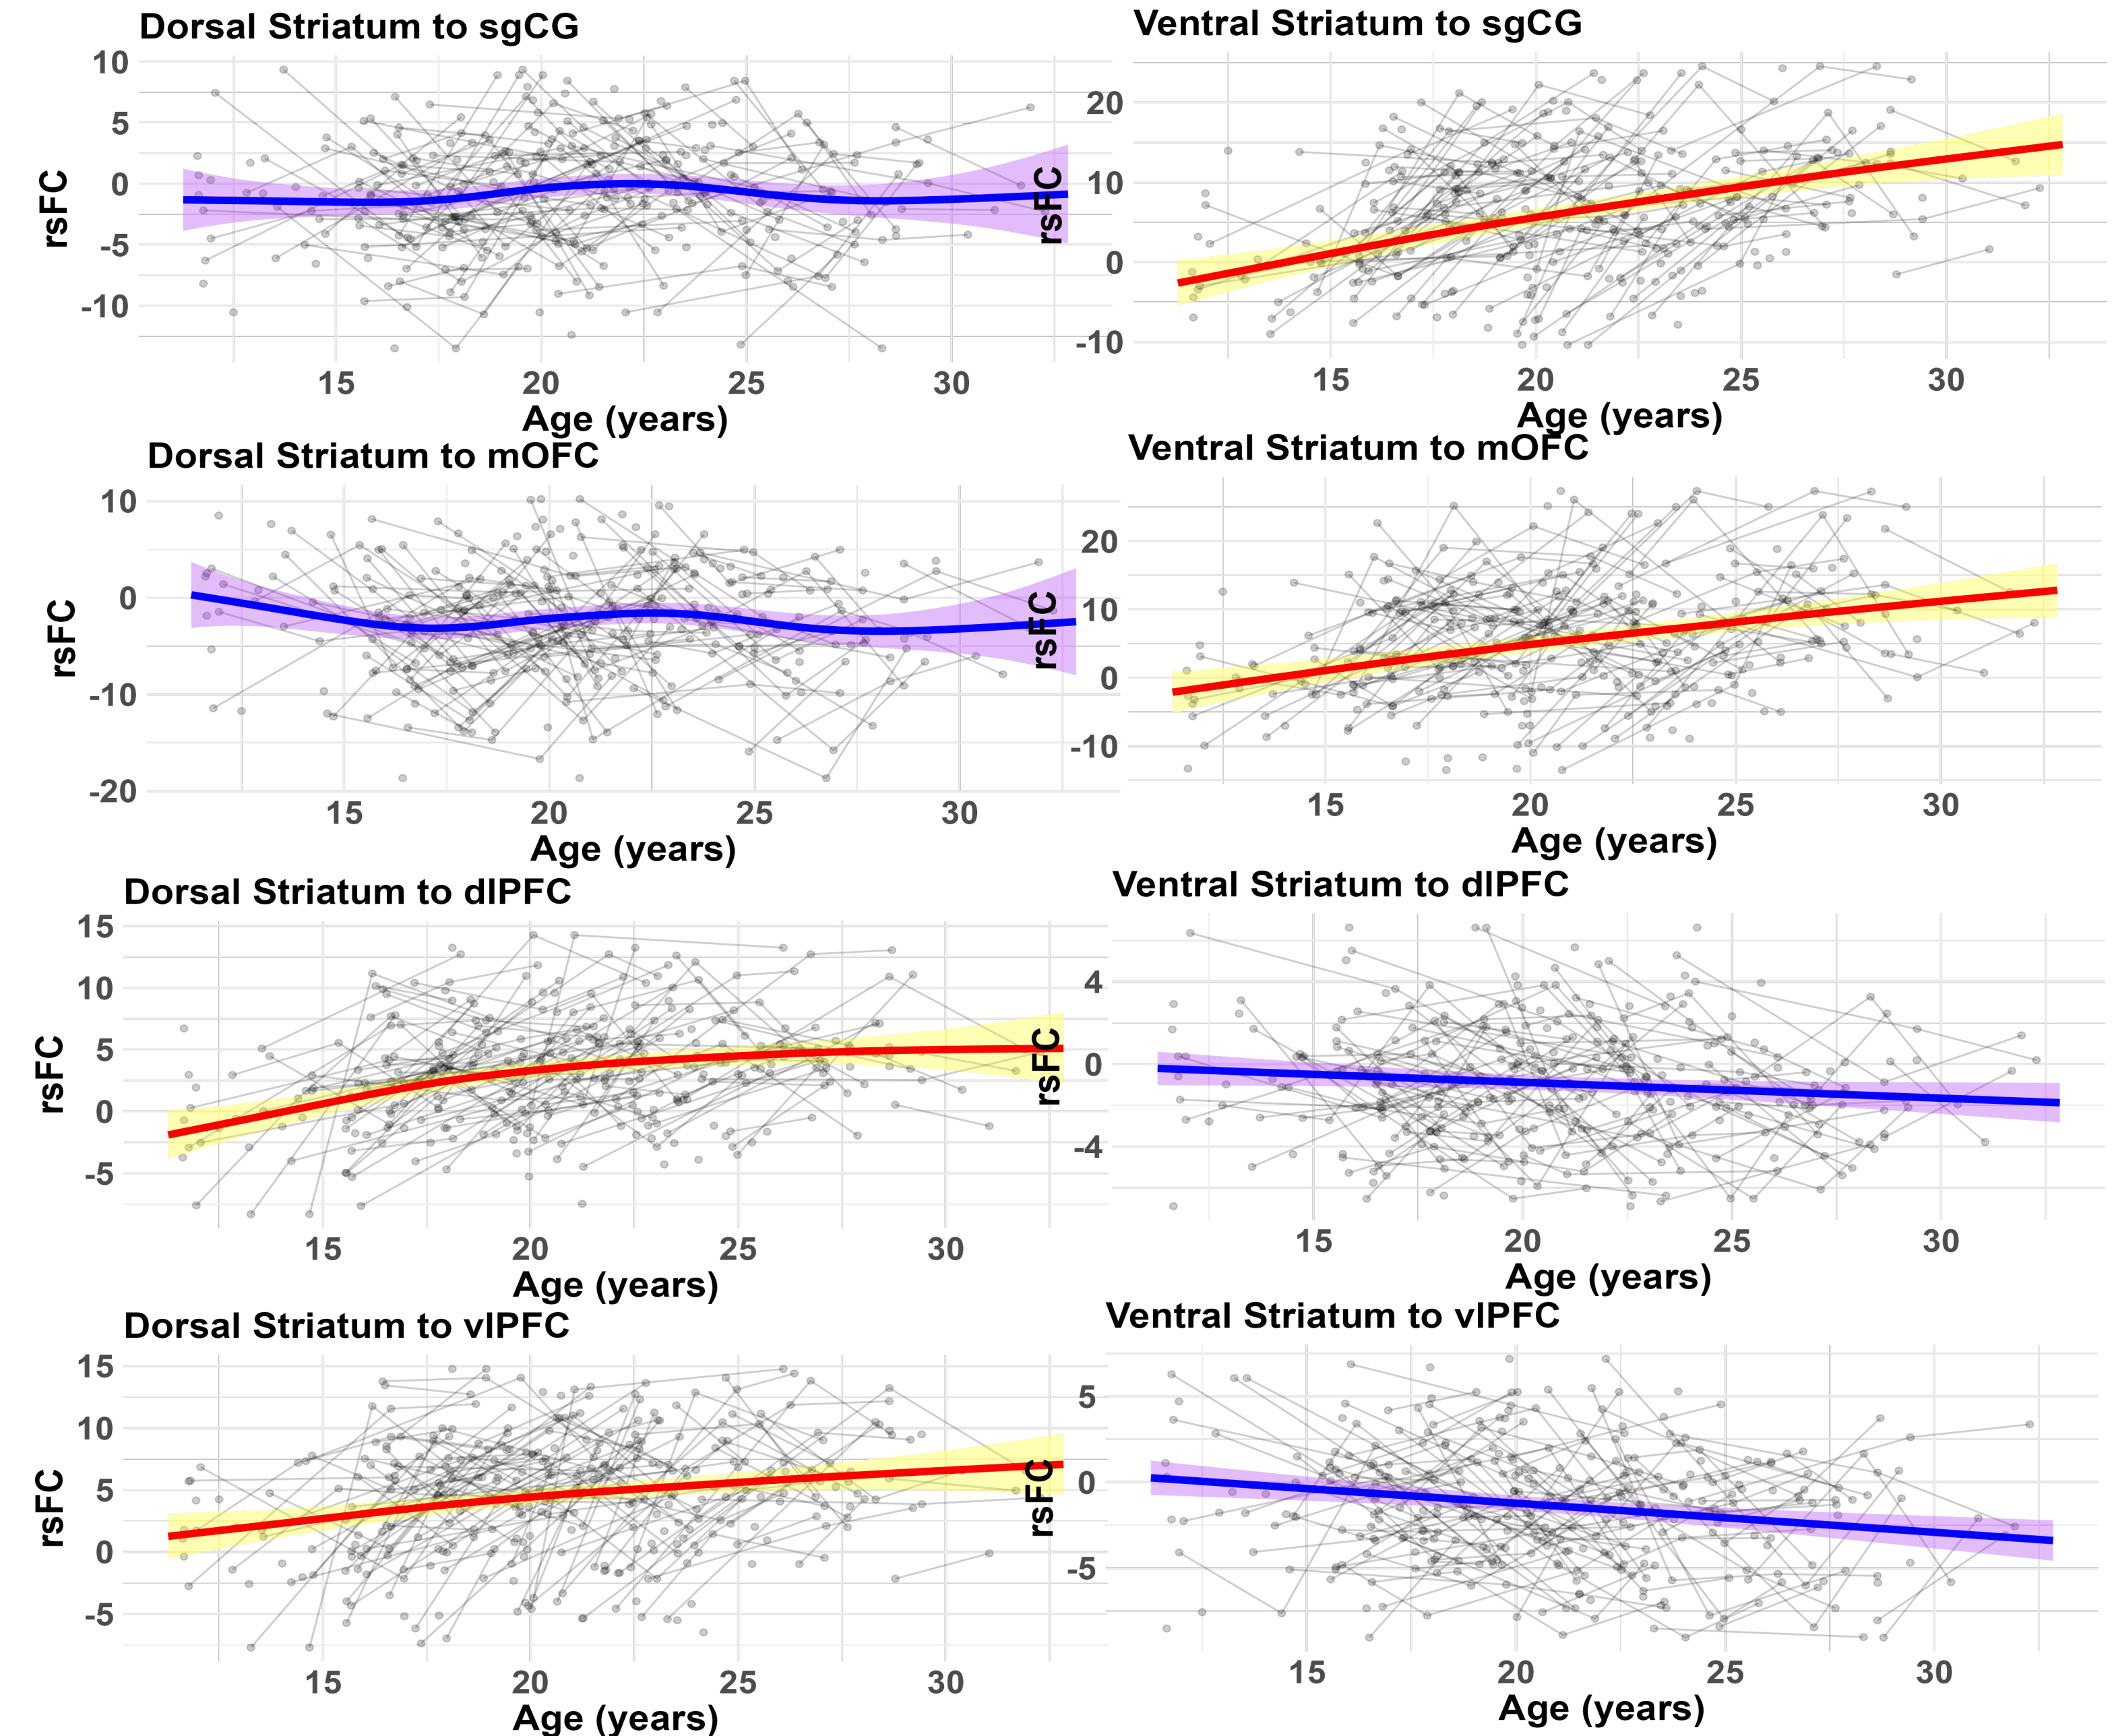 Dorsal Striatum to sgCG
10
5
0
-5
-10
rsFC
15 20 25 30
Age (years)
Ventral Striatum to sgCG
20
10
0
-10
rsFC
15 20 25 30
Age (years)
Dorsal Striatum to mOFC
10
0
-10
-20
rsFC
15 20 25 30
Age (years)
Ventral Striatum to mOFC
20
10
0
-10
rsFC
15 20 25 30
Age (years)
Dorsal Striatum to dlPFC
15
10
5
0
-5
rsFC
15 20 25 30
Age (years)
Ventral Striatum to dlPFC
4
0
-4
rsFC
15 20 25 30
Age (years)
Dorsal Striatum to vlPFC
15
10
5
0
-5
rsFC
15 20 25 30
Age (years)
Ventral Striatum to vlPFC
5
0
-5
rsFC
15 20 25 30
Age (years)